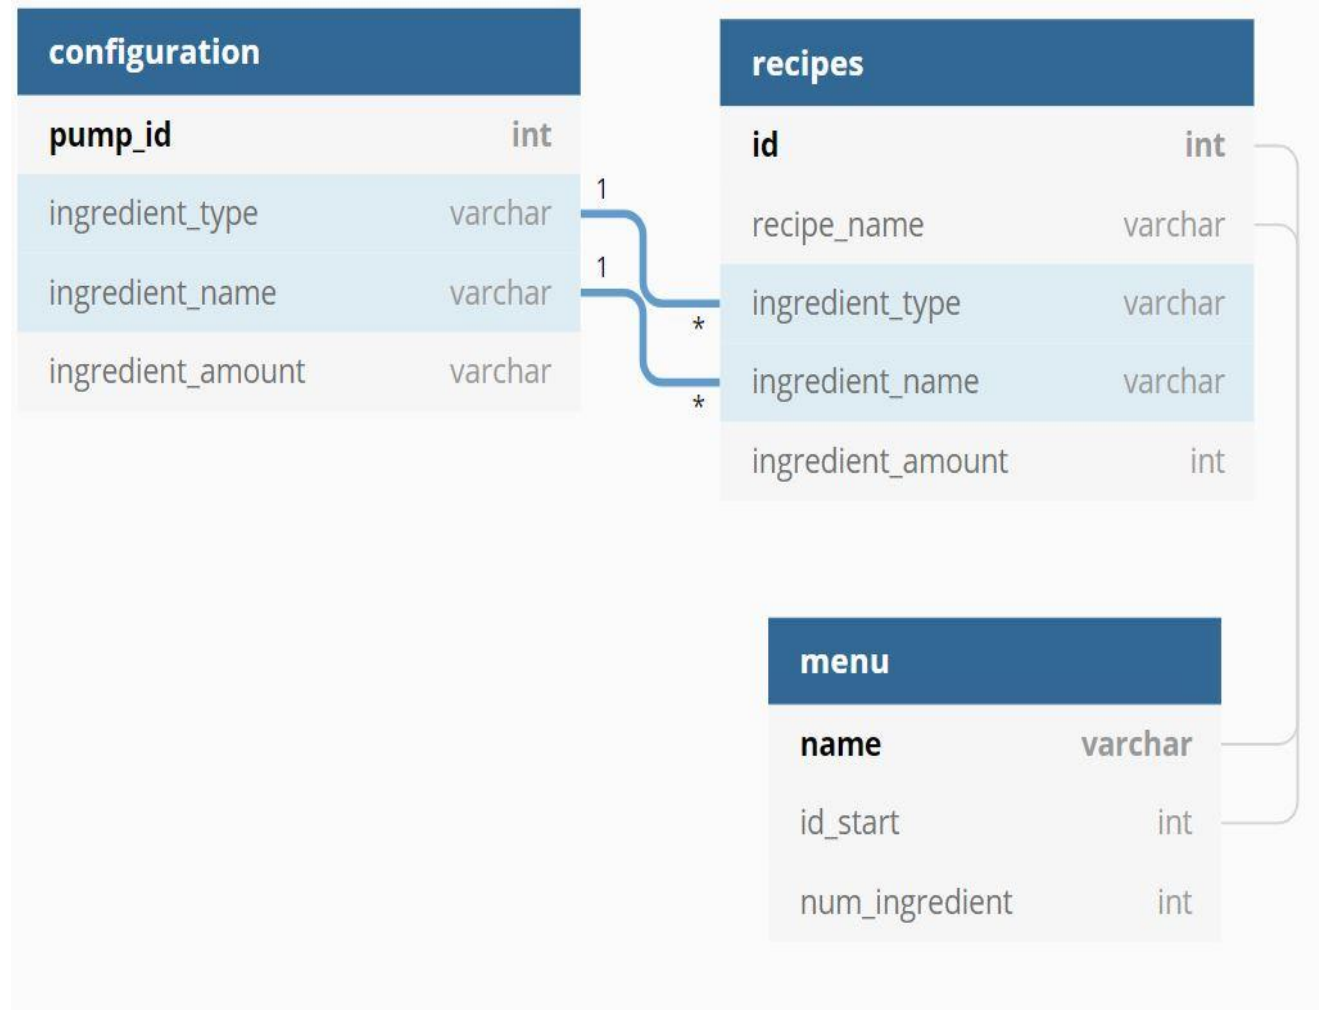 configuration
pump_id int
ingredient_type varchar
ingredient_name varchar
ingredient_amount varchar
1
1
*
*
recipes
id int
recipe_name varchar
ingredient_type varchar
ingredient_name varchar
ingredient_amount int
menu
name varchar
id_start int
num_ingredient int